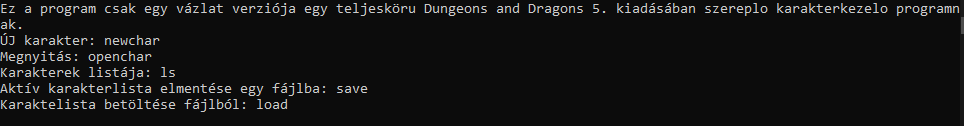 Ez a program csak egy vázlat verziója egy teljesköru Dungeons and Dragons 5. kiadásában szereplo karakterkezelo programn
ak.
ÚJ karakter: newchar
Megnyitás: openchar
Karakterek listája: ls
Aktív karakterlista elmentése egy fájlba: save
Karaktelista betöltése fájlból: load